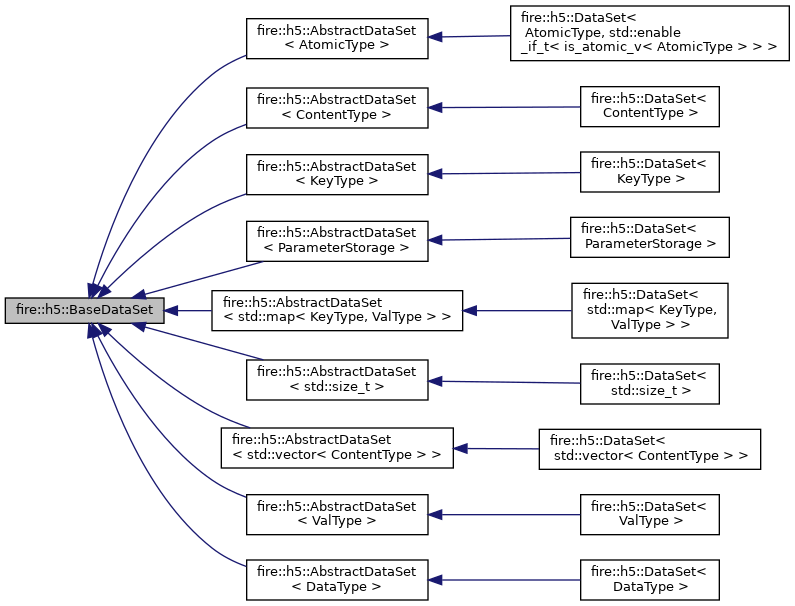 fire::h5::BaseDataSet
fire::h5::AbstractDataSet
< AtomicType >
fire::h5::DataSet<
AtomicType, std::enable
_if_t< is_atomic_v< AtomicType > > >
fire::h5::AbstractDataSet
< ContentType >
fire::h5::DataSet<
ContentType >
fire::h5::AbstractDataSet
< KeyType >
fire::h5::DataSet<
KeyType >
fire::h5::AbstractDataSet
< ParameterStorage >
fire::h5::DataSet<
ParameterStorage >
fire::h5::AbstractDataSet
< std::map< KeyType, ValType > >
fire::h5::DataSet<
std::map< KeyType,
ValType > >
fire::h5::AbstractDataSet
< std::size_t >
fire::h5::DataSet<
std::size_t >
fire::h5::AbstractDataSet
< std::vector< ContentType > >
fire::h5::DataSet<
std::vector< ContentType > >
fire::h5::AbstractDataSet
< ValType >
fire::h5::DataSet<
ValType >
fire::h5::AbstractDataSet
< DataType >
fire::h5::DataSet<
DataType >